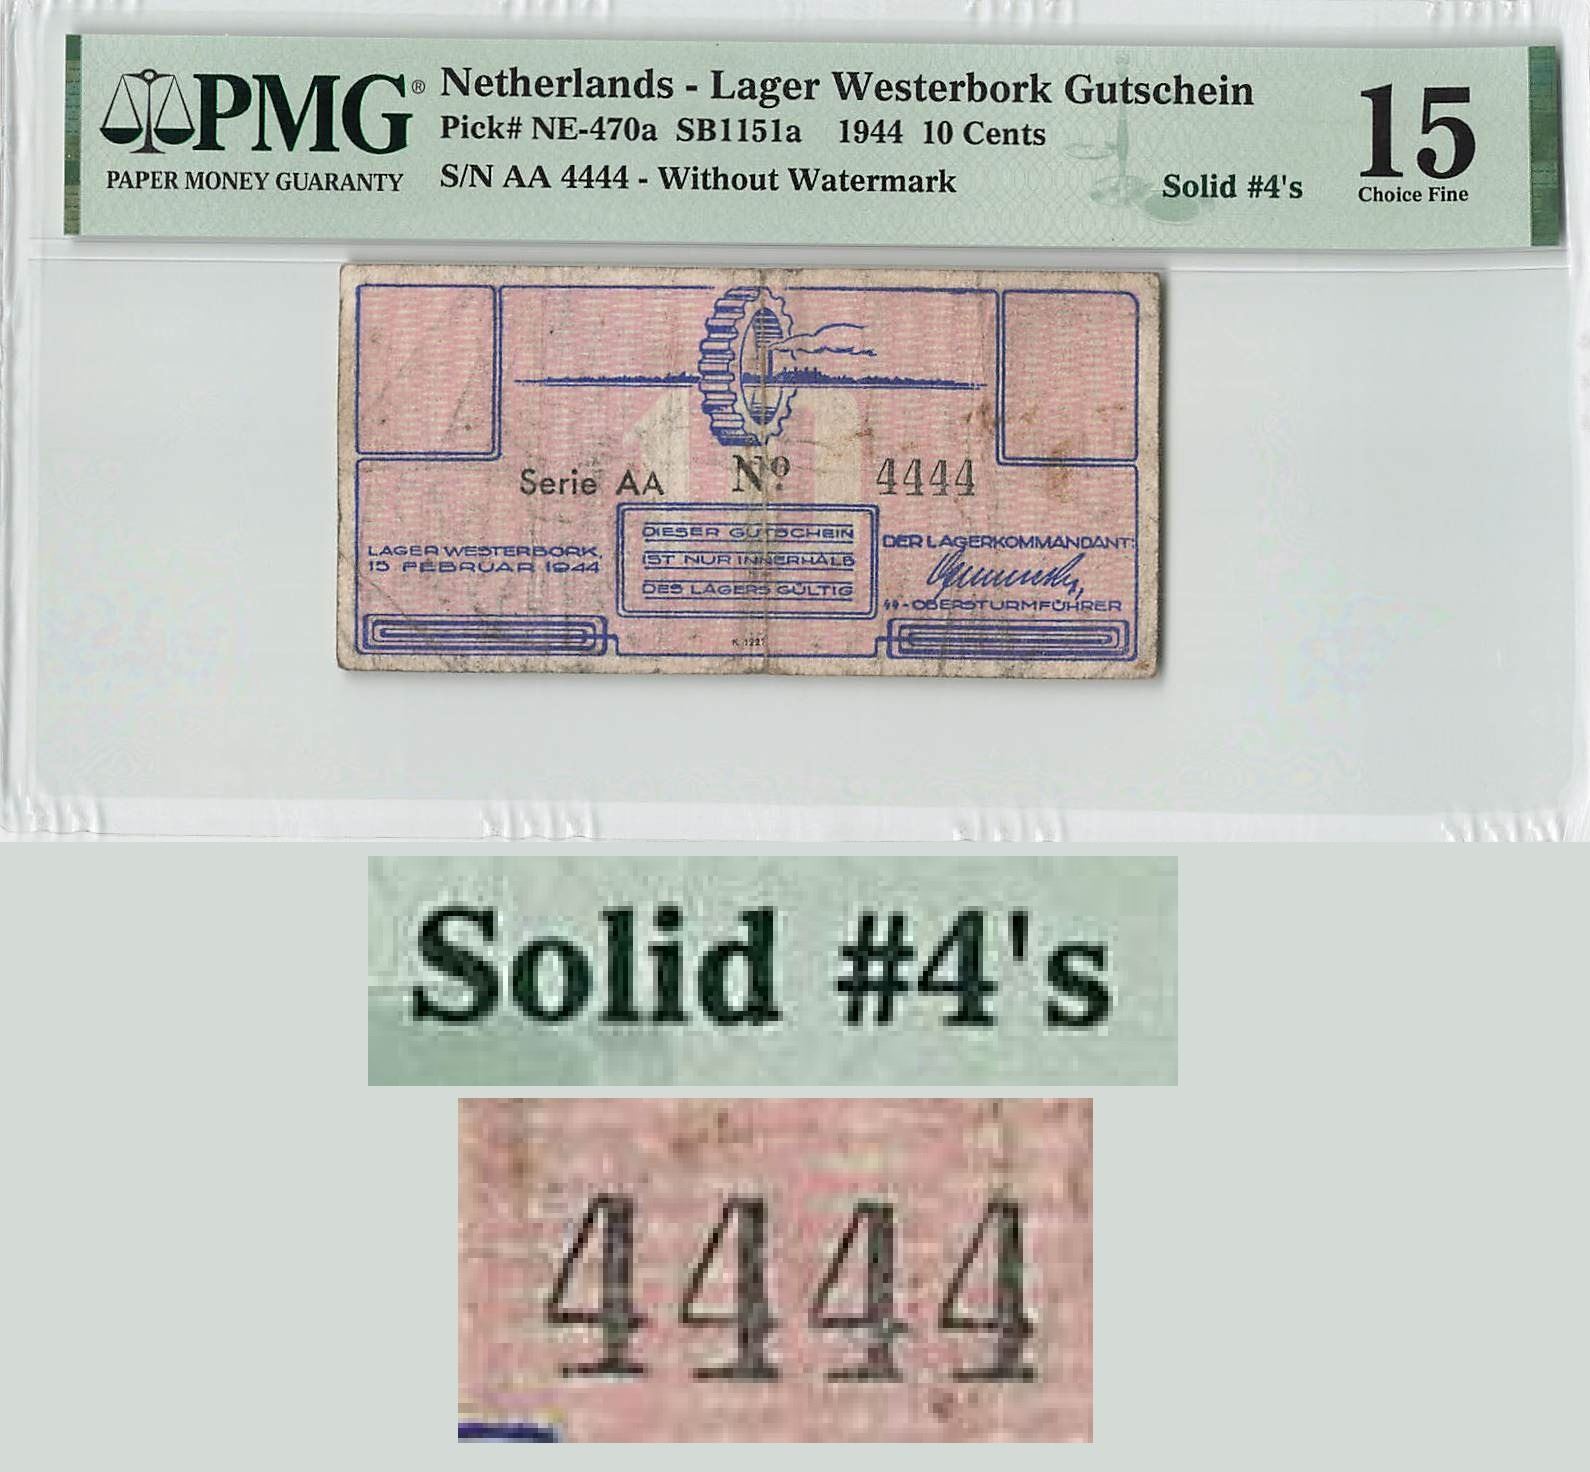 PMG®
PAPER MONEY GUARANTY
Netherlands - Lager Westerbork Gutschein
Pick# NE-470a SB1151a 1944 10 Cents
S/N AA 4444 - Without Watermark
Solid #4's
15
Choice Fine
10
Serie AA Nº 4444
LAGER WESTERBORK,
15 FEBRUAR 1944
DIESER GUTSCHEIN
IST NUR INNERHALB
DES LAGERS GÜLTIG
DER LAGERKOMMANDANT:
SS-OBERSTURMFÜHRER
Solid #4's
4444